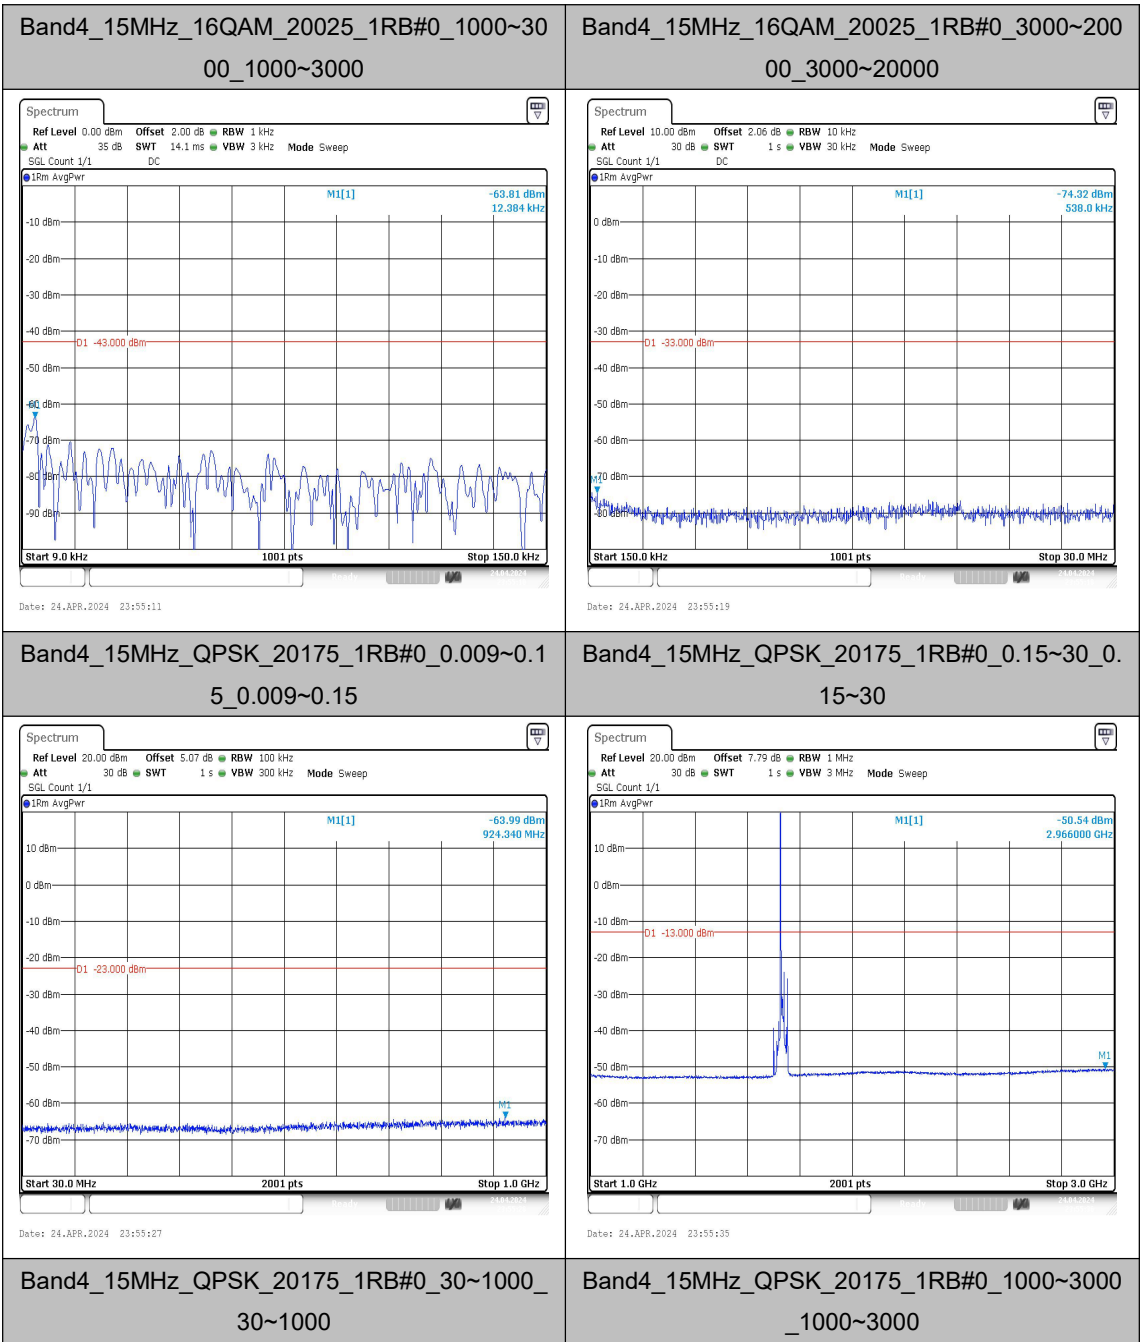 Band4_15MHz_16QAM_20025_1RB#0_1000~30
00_1000~3000
Band4_15MHz_16QAM_20025_1RB#0_3000~200
00_3000~20000
Spectrum
Ref Level 0.00 dBm Offset 2.00 dB RBW 1 kHz
Att 35 dB SWT 14.1 ms VBW 3 kHz Mode Sweep
SGL Count 1/1 DC
1Rm AvgPwr
M1[1] -63.81 dBm
12.384 kHz
-10 dBm
-20 dBm
-30 dBm
-40 dBm
D1 -43.000 dBm
-50 dBm
-70 dBm
-90 dBm
Start 9.0 kHz 1001 pts Stop 150.0 kHz
24.04.2024
Date: 24.APR.2024 23:55:11
Spectrum
Ref Level 10.00 dBm Offset 2.06 dB RBW 10 kHz
Att 30 dB SWT 1 s VBW 30 kHz Mode Sweep
SGL Count 1/1 DC
1Rm AvgPwr
M1[1] -74.32 dBm
538.0 kHz
0 dBm
-10 dBm
-20 dBm
-30 dBm
D1 -33.000 dBm
-40 dBm
-50 dBm
-60 dBm
-70 dBm
M1
-80 dBm
Start 150.0 kHz 1001 pts Stop 30.0 MHz
24.04.2024
Date: 24.APR.2024 23:55:19
Band4_15MHz_QPSK_20175_1RB#0_0.009~0.1
5_0.009~0.15
Band4_15MHz_QPSK_20175_1RB#0_0.15~30_0.
15~30
Spectrum
Ref Level 20.00 dBm Offset 5.07 dB RBW 100 kHz
Att 30 dB SWT 1 s VBW 300 kHz Mode Sweep
SGL Count 1/1
1Rm AvgPwr
M1[1] -63.99 dBm
924.340 MHz
10 dBm
0 dBm
-10 dBm
-20 dBm
D1 -23.000 dBm
-30 dBm
-40 dBm
-50 dBm
-60 dBm
M1
-70 dBm
Start 30.0 MHz 2001 pts Stop 1.0 GHz
24.04.2024
Date: 24.APR.2024 23:55:27
Spectrum
Ref Level 20.00 dBm Offset 7.79 dB RBW 1 MHz
Att 30 dB SWT 1 s VBW 3 MHz Mode Sweep
SGL Count 1/1
1Rm AvgPwr
M1[1] -50.54 dBm
2.966000 GHz
10 dBm
0 dBm
-10 dBm
D1 -13.000 dBm
-20 dBm
-30 dBm
-40 dBm
M1
-50 dBm
-60 dBm
-70 dBm
Start 1.0 GHz 2001 pts Stop 3.0 GHz
24.04.2024
Date: 24.APR.2024 23:55:35
Band4_15MHz_QPSK_20175_1RB#0_30~1000_
30~1000
Band4_15MHz_QPSK_20175_1RB#0_1000~3000
_1000~3000